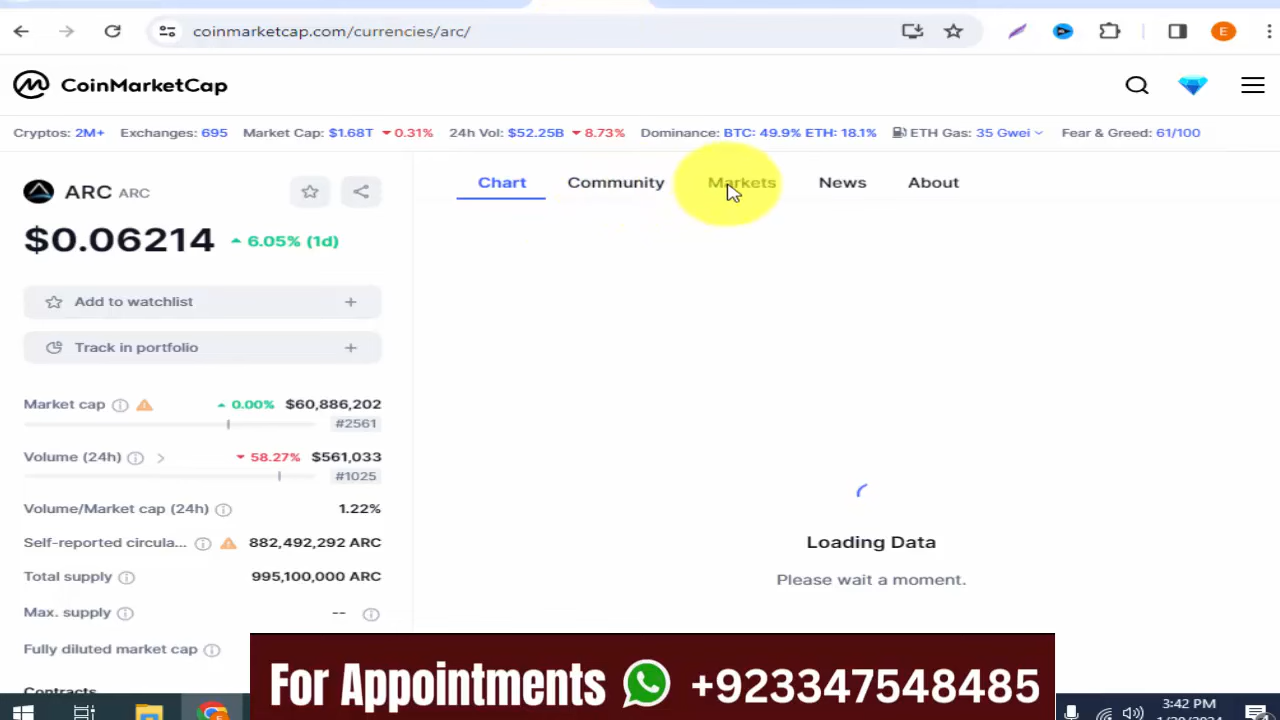 coinmarketcap.com/currencies/arc/
E
CoinMarketCap
Cryptos: 2M+ Exchanges: 695 Market Cap: $1.68T 0.31% 24h Vol: $52.25B 8.73% Dominance: BTC: 49.9% ETH: 18.1% ETH Gas: 35 Gwei Fear & Greed: 61/100
ARC ARC
Chart Community Markets News About
$0.06214 6.05% (1d)
Add to watchlist +
Track in portfolio +
Market cap 0.00% $60,886,202
#2561
Volume (24h) 58.27% $561,033
#1025
Volume/Market cap (24h) 1.22%
Self-reported circula... 882,492,292 ARC
Total supply 995,100,000 ARC
Max. supply --
Fully diluted market cap
Contracts
Loading Data
Please wait a moment.
For Appointments +923347548485
3:42 PM